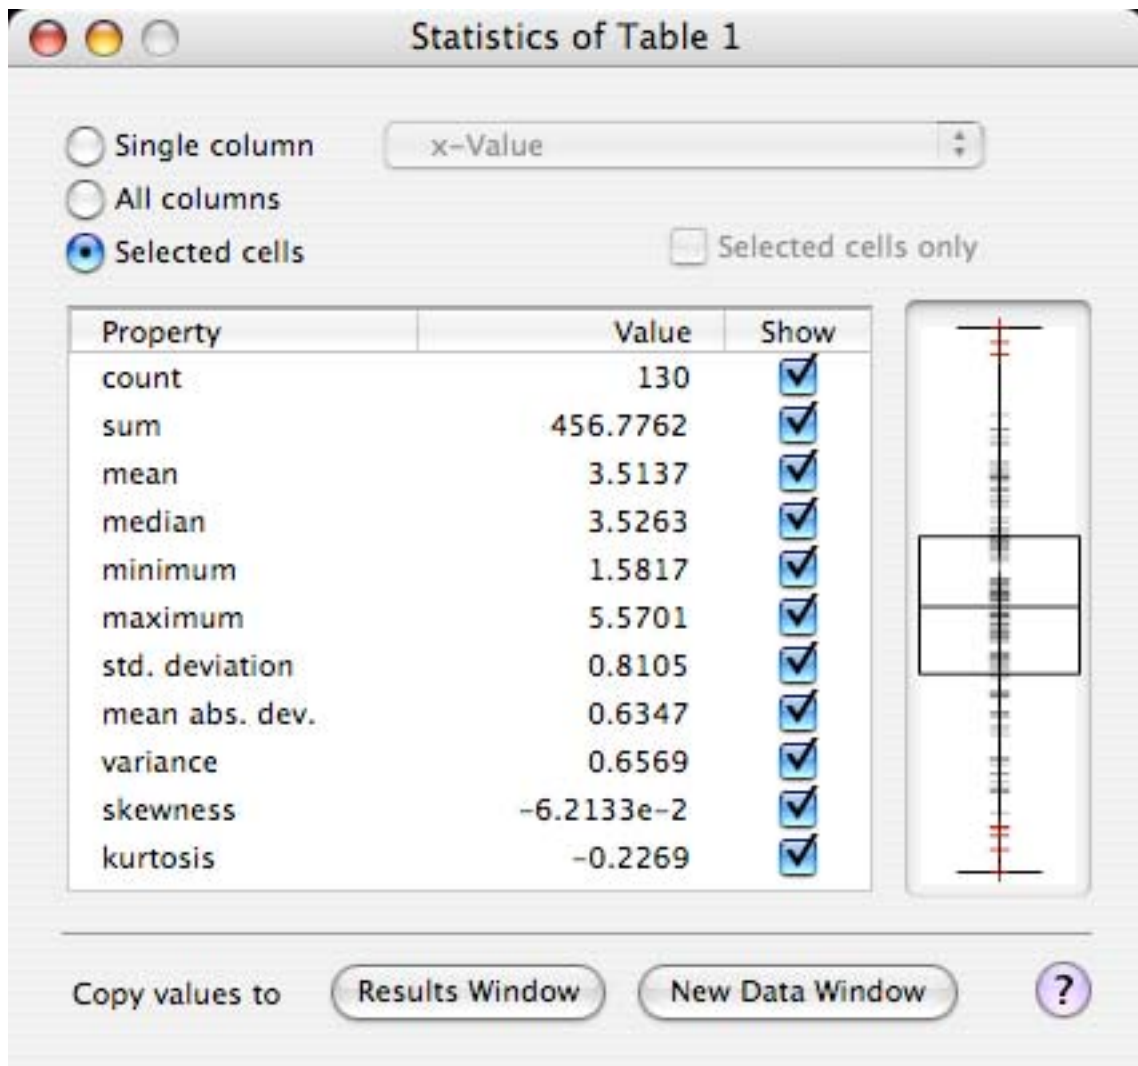 Statistics of Table 1
Single column x-Value
All columns
Selected cells Selected cells only
Property Value Show
count 130
sum 456.7762
mean 3.5137
median 3.5263
minimum 1.5817
maximum 5.5701
std. deviation 0.8105
mean abs. dev. 0.6347
variance 0.6569
skewness -6.2133e-2
kurtosis -0.2269
Copy values to Results Window New Data Window ?